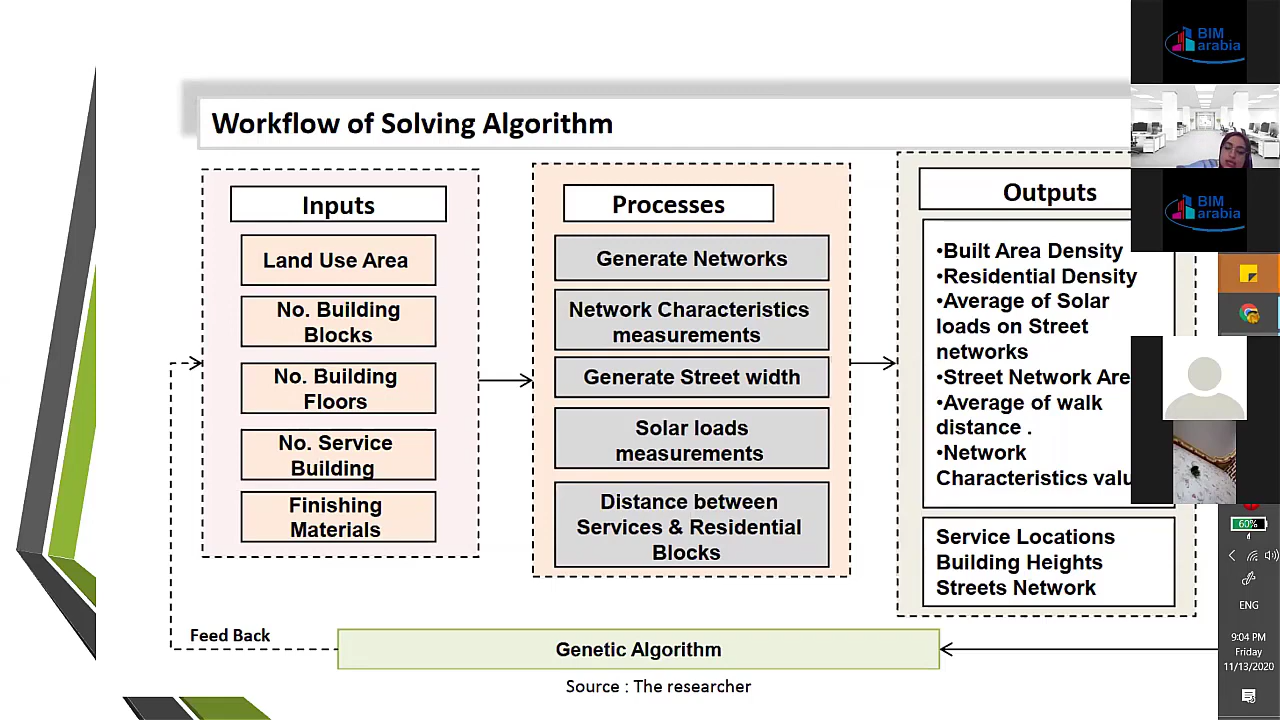 Workflow of Solving Algorithm
Inputs
Land Use Area
No. Building
Blocks
No. Building
Floors
No. Service
Building
Finishing
Materials
Processes
Generate Networks
Network Characteristics
measurements
Generate Street width
Solar loads
measurements
Distance between
Services & Residential
Blocks
Outputs
•Built Area Density
•Residential Density
•Average of Solar
loads on Street
networks
•Street Network Are
•Average of walk
distance .
•Network
Characteristics valu
Service Locations
Building Heights
Streets Network
Feed Back
Genetic Algorithm
Source : The researcher
BIM
arabia
BIM
arabia
60%
ENG
9:04 PM
Friday
11/13/2020